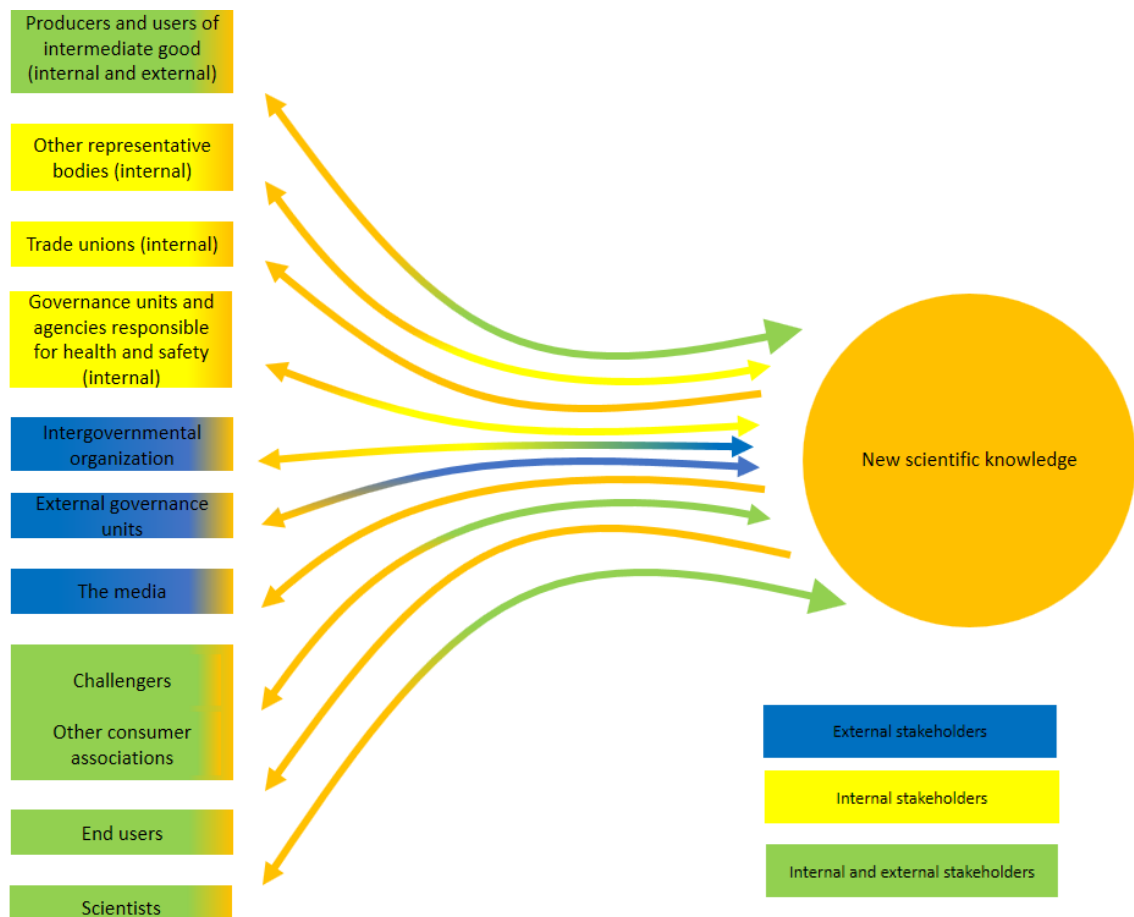 Producers and users of
intermediate good
(internal and external)
Other representative
bodies (internal)
Trade unions (internal)
Governance units and
agencies responsible
for health and safety
(internal)
Intergovernmental
organization
External governance
units
The media
Challengers
Other consumer
associations
End users
Scientists
New scientific knowledge
External stakeholders
Internal stakeholders
Internal and external stakeholders